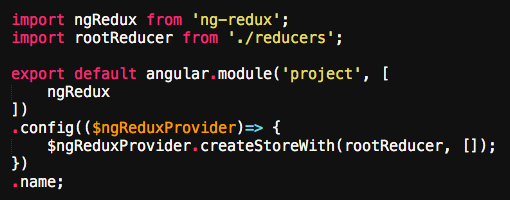 import ngRedux from 'ng-redux';
import rootReducer from './reducers';

export default angular.module('project', [
    ngRedux
])
.config(($ngReduxProvider)=> {
    $ngReduxProvider.createStoreWith(rootReducer, []);
})
.name;